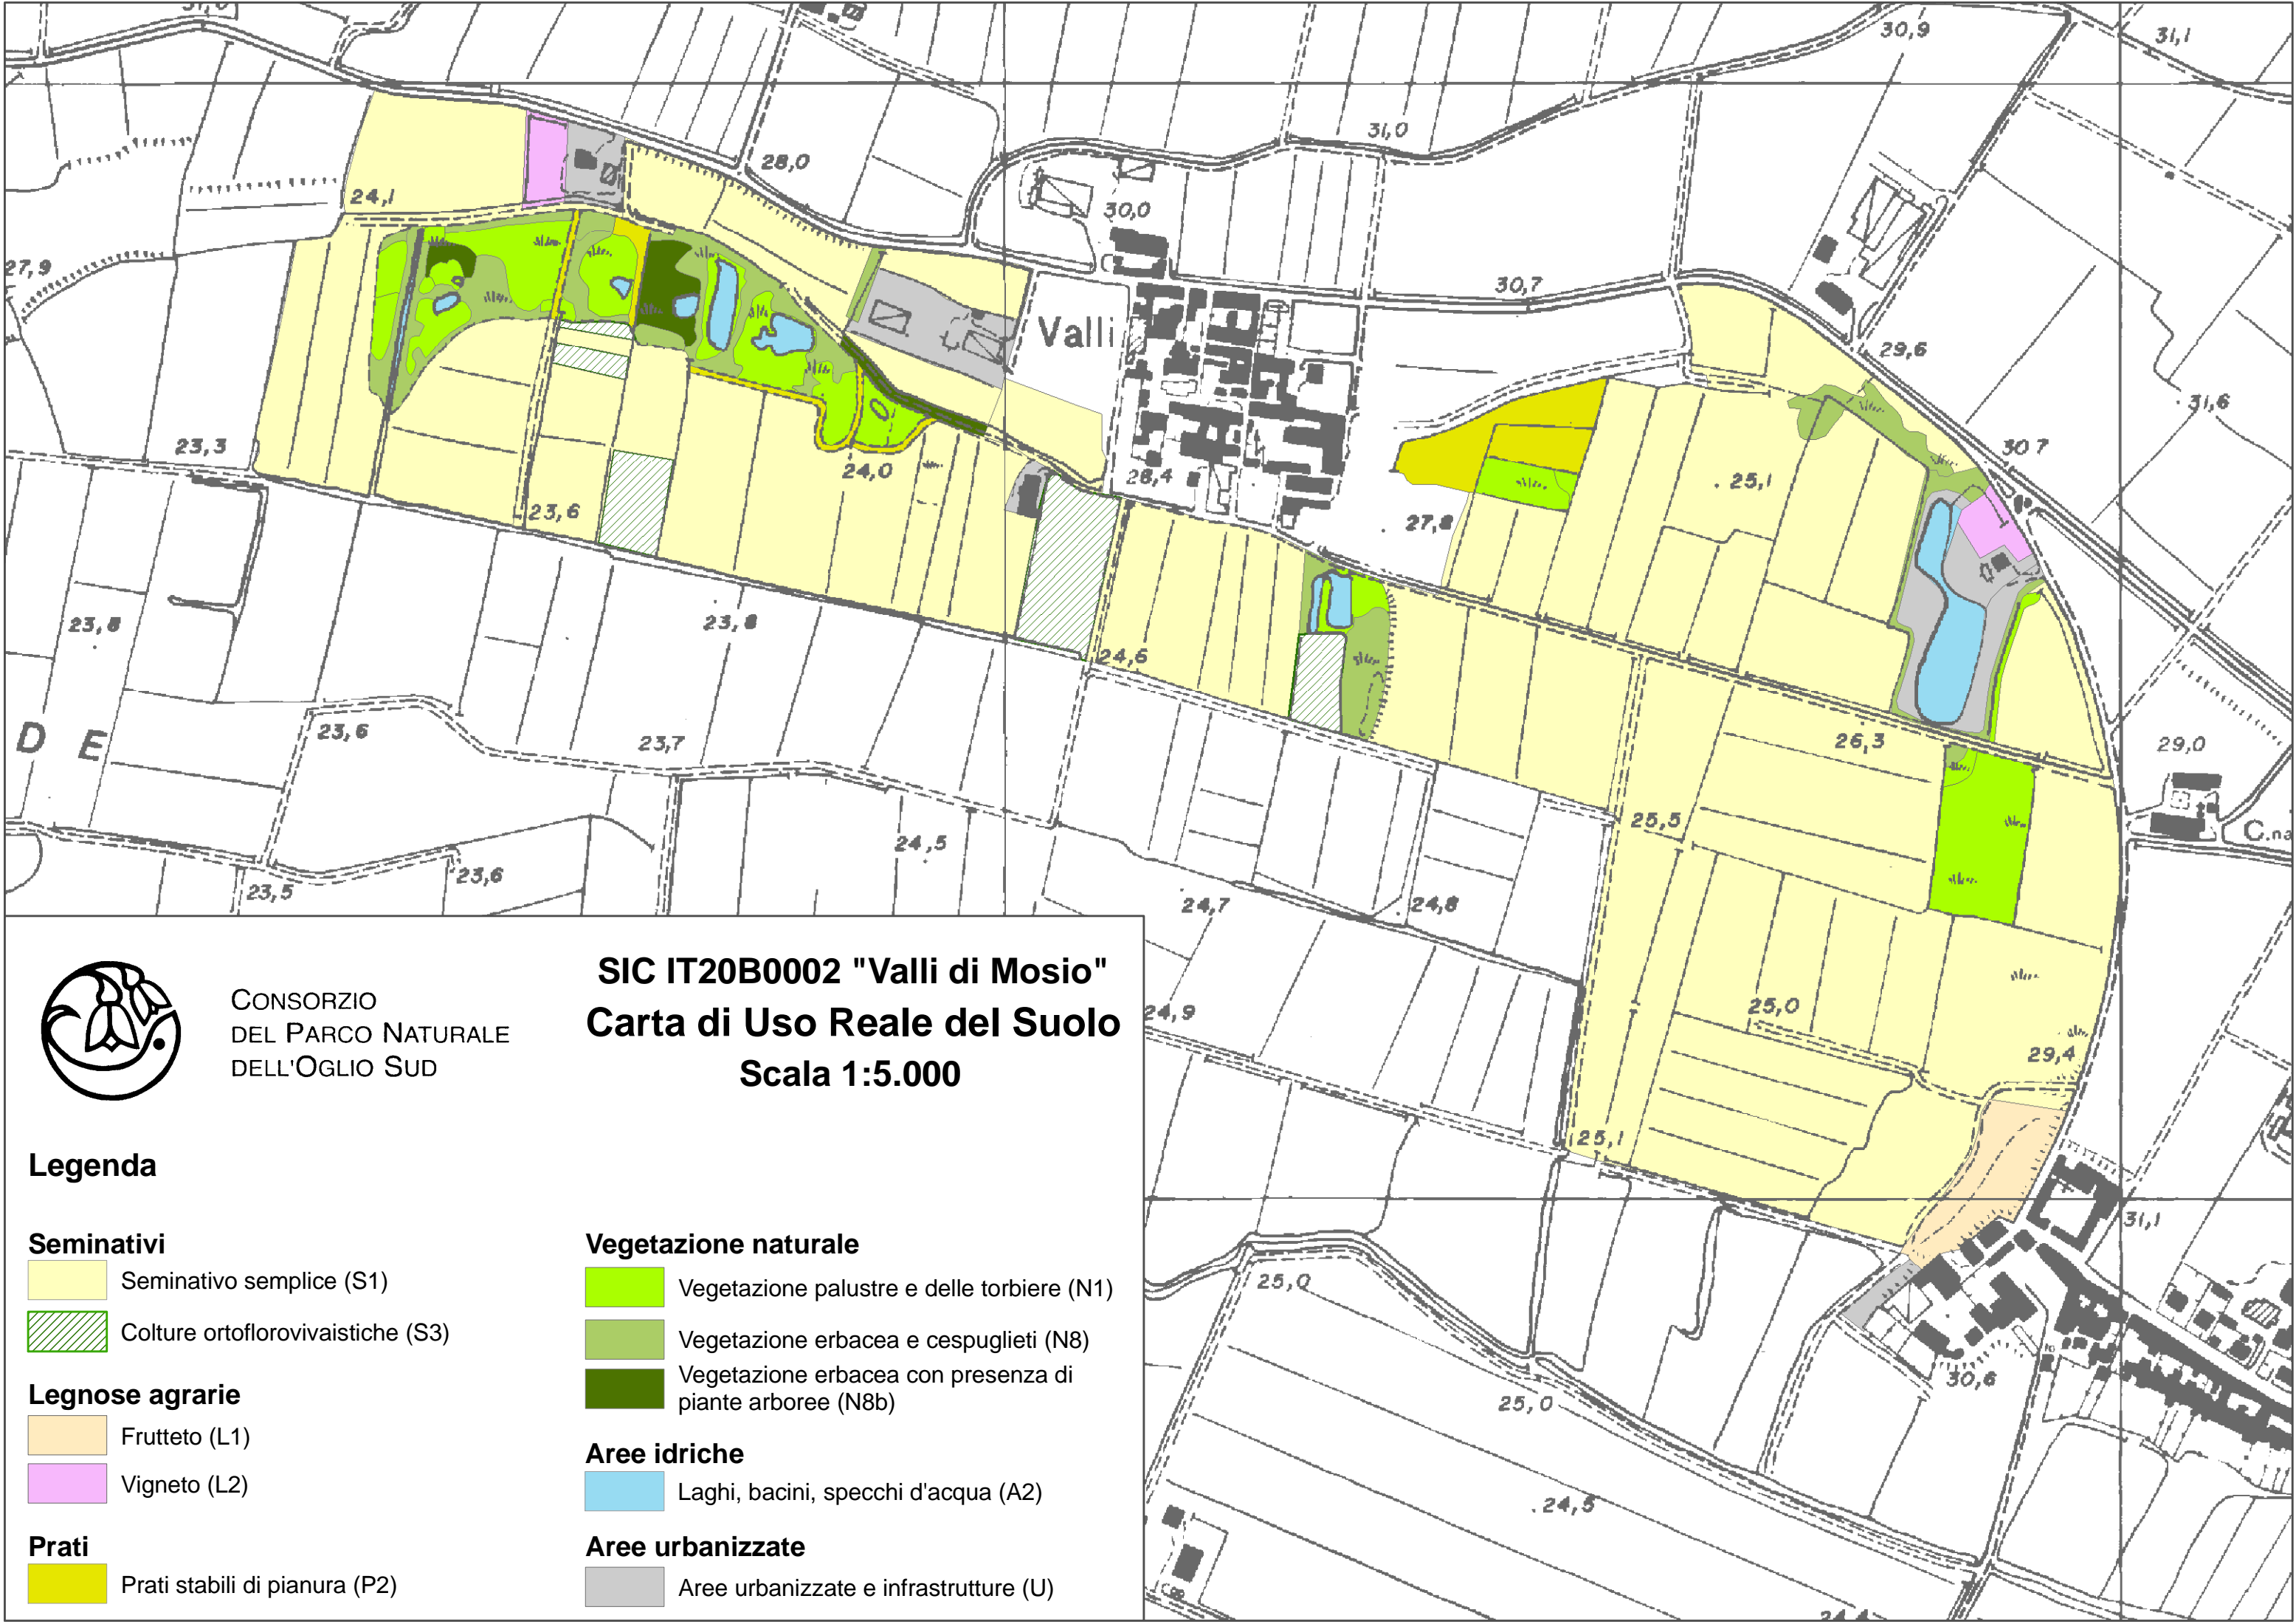 31,0
30,9
31,1
31,0
28,0
24,1
30,0
27,9
30,7
Valli
29,6
31,6
23,3
30 7
24,0
28,4
25,1
23,6
27,8
23,8
23,8
24,6
D E
23,6
23,7
26,3
29,0
25,5
24,5
C.na
23,5
23,6
24,7
24,8
24,9
25,0
29,4
25,1
31,1
25,0
30,6
25,0
24,5
CONSORZIO
DEL PARCO NATURALE
DELL'OGLIO SUD
SIC IT20B0002 "Valli di Mosio"
Carta di Uso Reale del Suolo
Scala 1:5.000
Legenda
Seminativi
Seminativo semplice (S1)
Colture ortoflorovivaistiche (S3)
Legnose agrarie
Frutteto (L1)
Vigneto (L2)
Prati
Prati stabili di pianura (P2)
Vegetazione naturale
Vegetazione palustre e delle torbiere (N1)
Vegetazione erbacea e cespuglieti (N8)
Vegetazione erbacea con presenza di
piante arboree (N8b)
Aree idriche
Laghi, bacini, specchi d'acqua (A2)
Aree urbanizzate
Aree urbanizzate e infrastrutture (U)